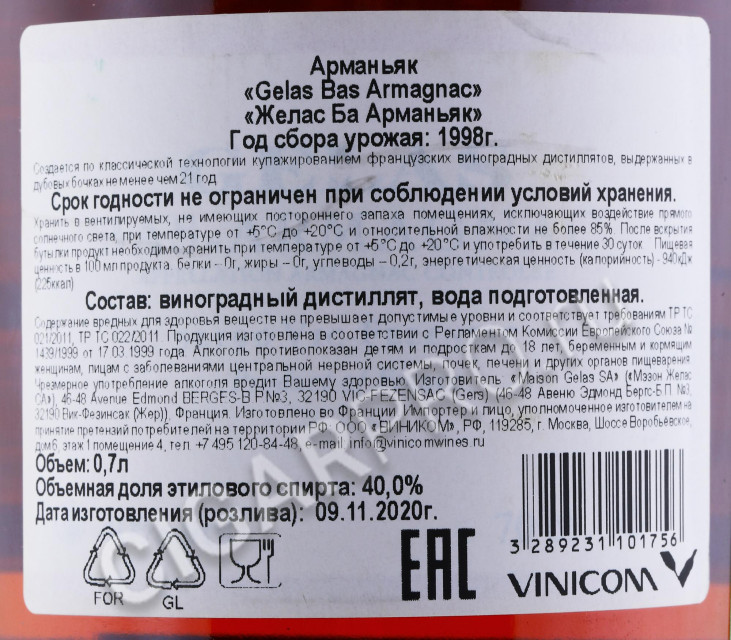 Арманьяк
«Gelas Bas Armagnac»
«Желас Ба Арманьяк»
Год сбора урожая: 1998г.
Создается по классической технологии купажированием французских виноградных дистиллятов, выдержанных в
дубовых бочках не менее чем 21 год
Срок годности не ограничен при соблюдении условий хранения.
Хранить в вентилируемых, не имеющих постороннего запаха помещениях, исключающих воздействие прямого
солнечного света, при температуре от +5°C до +20°C и относительной влажности не более 85%. После вскрытия
бутылки продукт необходимо хранить при температуре от +5°C до +20°C и употребить в течение 30 суток. Пищевая
ценность в 100 мл продукта: белки – 0г, жиры – 0г, углеводы – 0,2г, энергетическая ценность (калорийность) - 940кДж
(225ккал)
Состав: виноградный дистиллят, вода подготовленная.
Содержание вредных для здоровья веществ не превышает допустимые уровни и соответствует требованиям ТР ТС
021/2011, ТР ТС 022/2011. Продукция изготовлена в соответствии с Регламентом Комиссии Европейского Союза №
1439/1999 от 17 03 1999 года. Алкоголь противопоказан детям и подросткам до 18 лет, беременным и кормящим
женщинам, лицам с заболеваниями центральной нервной системы, почек, печени и других органов пищеварения.
Чрезмерное употребление алкоголя вредит Вашему здоровью. Изготовитель «Maison Gelas SA» («Мэзон Желас
СА»), 46-48 Avenue Edmond BERGES-B P№3, 32190 VIC-FEZENSAC (Gers) (46-48 Авеню Эдмонд Бергс-Б.П №3,
32190 Вик-Фезинсак (Жер)), Франция. Изготовлено во Франции Импортер и лицо, уполномоченное изготовителем на
принятие претензий потребителей на территории РФ: ООО «ВИНИКОМ», РФ, 119285, г. Москва, Шоссе Воробьёвское,
дом 6, этаж 1 помещение 4, тел. +7 495 120-84-48, e-mail: info@vinicomwines.ru
Объем: 0,7л
Объемная доля этилового спирта: 40,0%
Дата изготовления (розлива): 09.11.2020г.
FOR
GL
EAC
3 289231 101756
VINICOM
CIGARPRO.RU